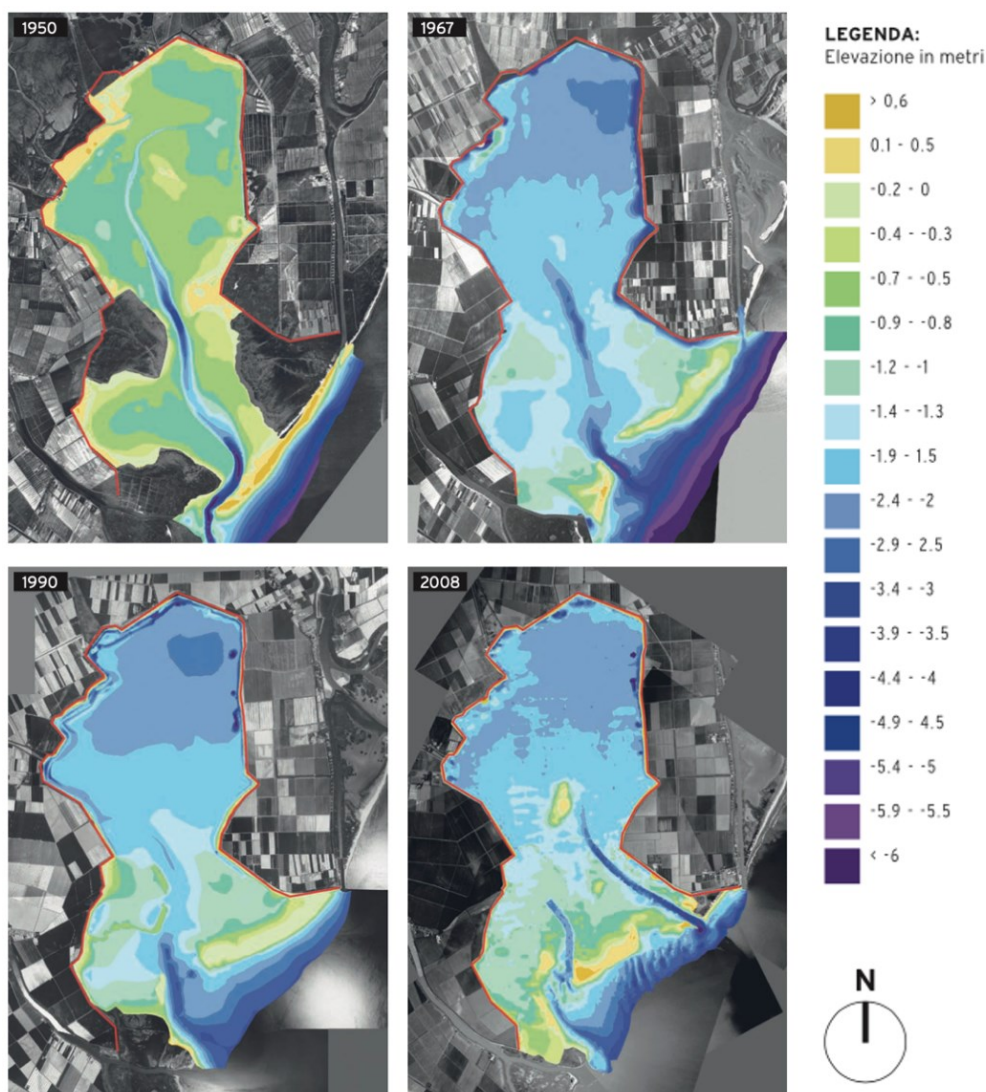 1950
1967
LEGENDA:
Elevazione in metri
> 0,6
0.1 - 0.5
-0.2 - 0
-0.4 - -0.3
-0.7 - -0.5
-0.9 - -0.8
-1.2 - -1
-1.4 - -1.3
-1.9 - 1.5
-2.4 - -2
-2.9 - 2.5
-3.4 - -3
-3.9 - -3.5
-4.4 - -4
-4.9 - 4.5
-5.4 - -5
-5.9 - -5.5
< -6
1990
2008
N